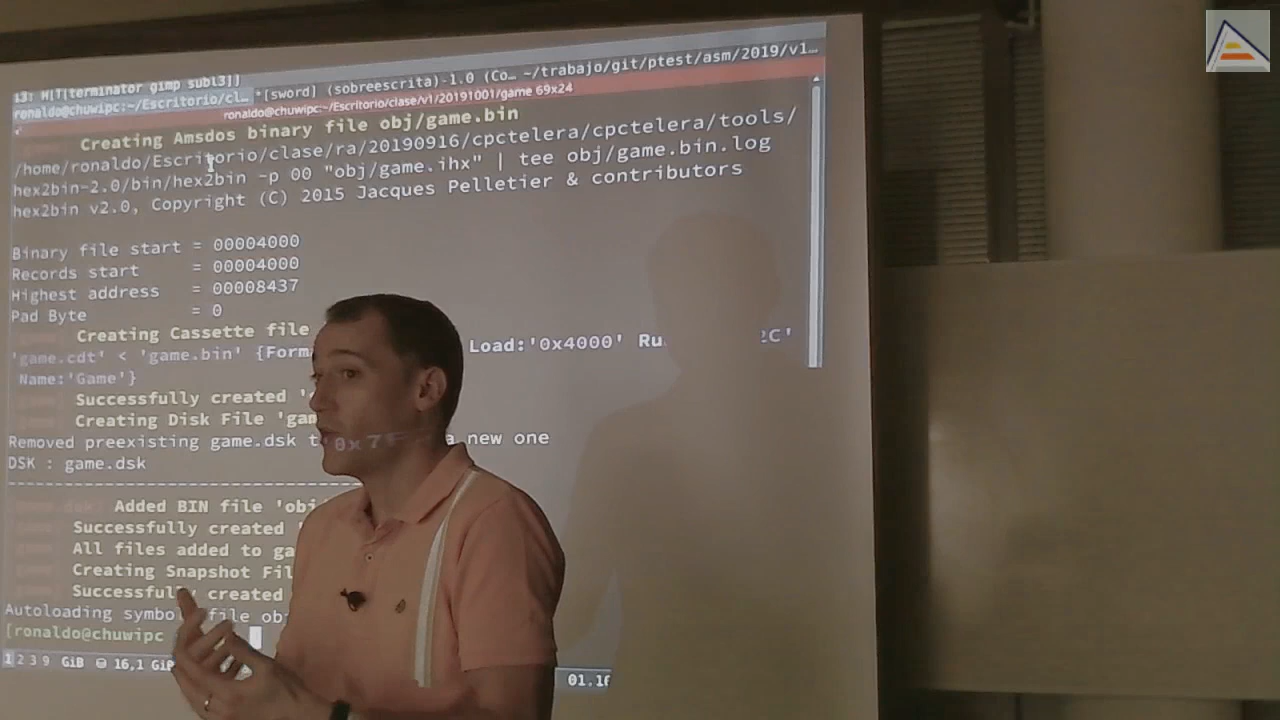 i3: H[T[terminator gimp subl3]]
ronaldo@chuwipc:~/Escritorio/cl… *[sword] (sobreescrita)-1.0 (Co… ~/trabajo/git/ptest/asm/2019/v1…
ronaldo@chuwipc:~/Escritorio/clase/v1/20191001/game 69x24
Creating Amsdos binary file obj/game.bin
/home/ronaldo/Escritorio/clase/ra/20190916/cpctelera/cpctelera/tools/
hex2bin-2.0/bin/hex2bin -p 00 "obj/game.ihx" | tee obj/game.bin.log
hex2bin v2.0, Copyright (C) 2015 Jacques Pelletier & contributors
Binary file start = 00004000
Records start = 00004000
Highest address = 00008437
Pad Byte = 0
Creating Cassette file
'game.cdt' < 'game.bin' {Form Load:'0x4000' Ru 2C'
Name:'Game'}
Successfully created '
Creating Disk File 'gam
Removed preexisting game.dsk t a new one
0x7
DSK : game.dsk
--------------------------------
Added BIN file 'obj
Successfully created
All files added to ga
Creating Snapshot Fil
Successfully created
Autoloading symbol file ob
[ronaldo@chuwipc
1 2 3 9 GiB 16,1 GiB 01.10